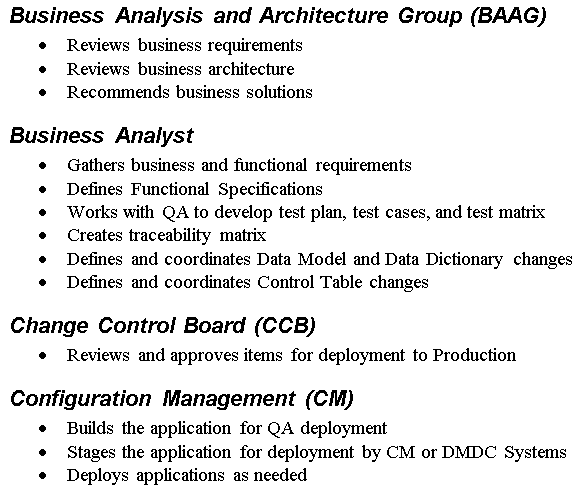 Business Analysis and Architecture Group (BAAG)
• Reviews business requirements
• Reviews business architecture
• Recommends business solutions
Business Analyst
• Gathers business and functional requirements
• Defines Functional Specifications
• Works with QA to develop test plan, test cases, and test matrix
• Creates traceability matrix
• Defines and coordinates Data Model and Data Dictionary changes
• Defines and coordinates Control Table changes
Change Control Board (CCB)
• Reviews and approves items for deployment to Production
Configuration Management (CM)
• Builds the application for QA deployment
• Stages the application for deployment by CM or DMDC Systems
• Deploys applications as needed